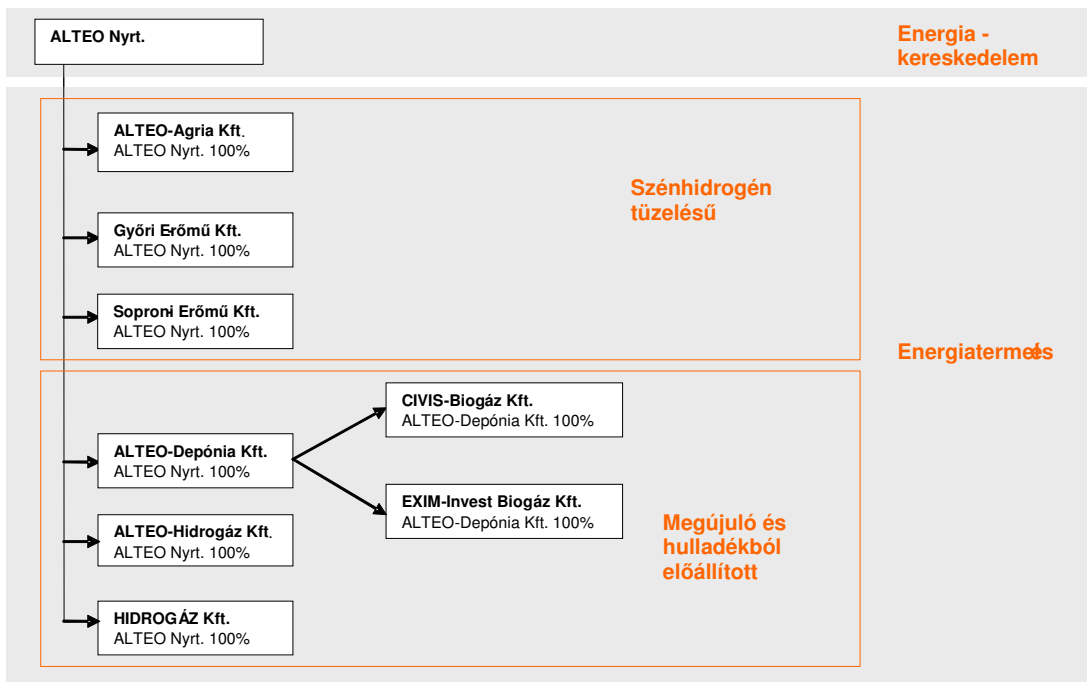 ALTEO Nyrt.
Energia -
kereskedelem
ALTEO-Agria Kft.
ALTEO Nyrt. 100%
Szénhidrogén
tüzelésű
Győri Erőmű Kft.
ALTEO Nyrt. 100%
Soproni Erőmű Kft.
ALTEO Nyrt. 100%
Energiatermelés
CIVIS-Biogáz Kft.
ALTEO-Depónia Kft. 100%
ALTEO-Depónia Kft.
ALTEO Nyrt. 100%
EXIM-Invest Biogáz Kft.
ALTEO-Depónia Kft. 100%
ALTEO-Hidrogáz Kft.
ALTEO Nyrt. 100%
Megújuló és
hulladékból
előállított
HIDROGÁZ Kft.
ALTEO Nyrt. 100%